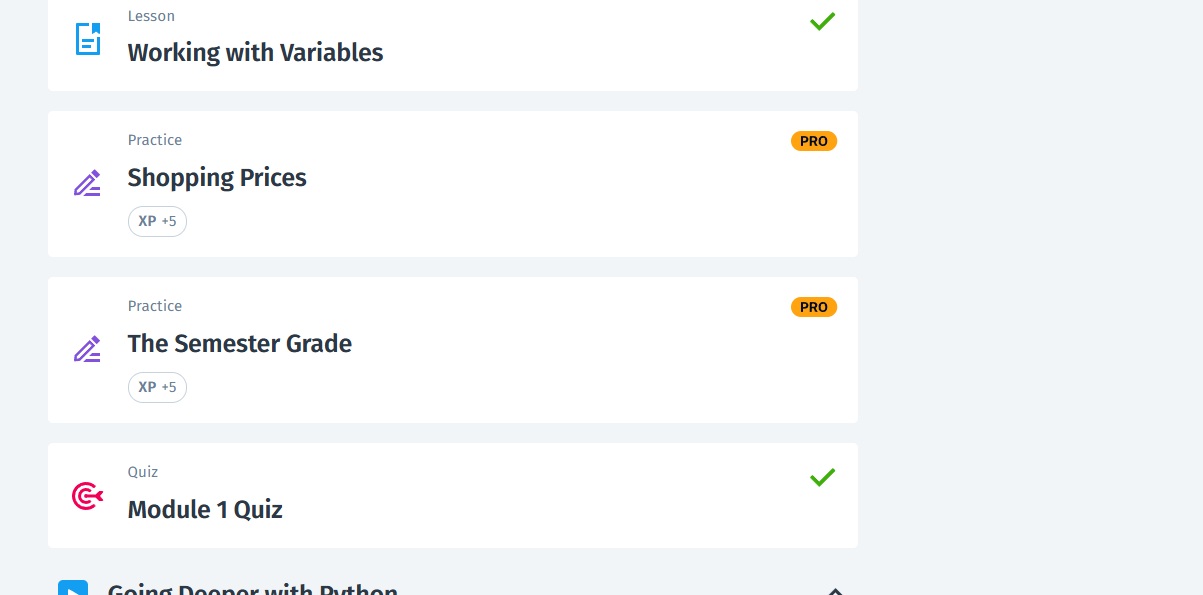 Lesson
Working with Variables
Practice
PRO
Shopping Prices
XP +5
Practice
PRO
The Semester Grade
XP +5
Quiz
Module 1 Quiz
Going Deeper with Python